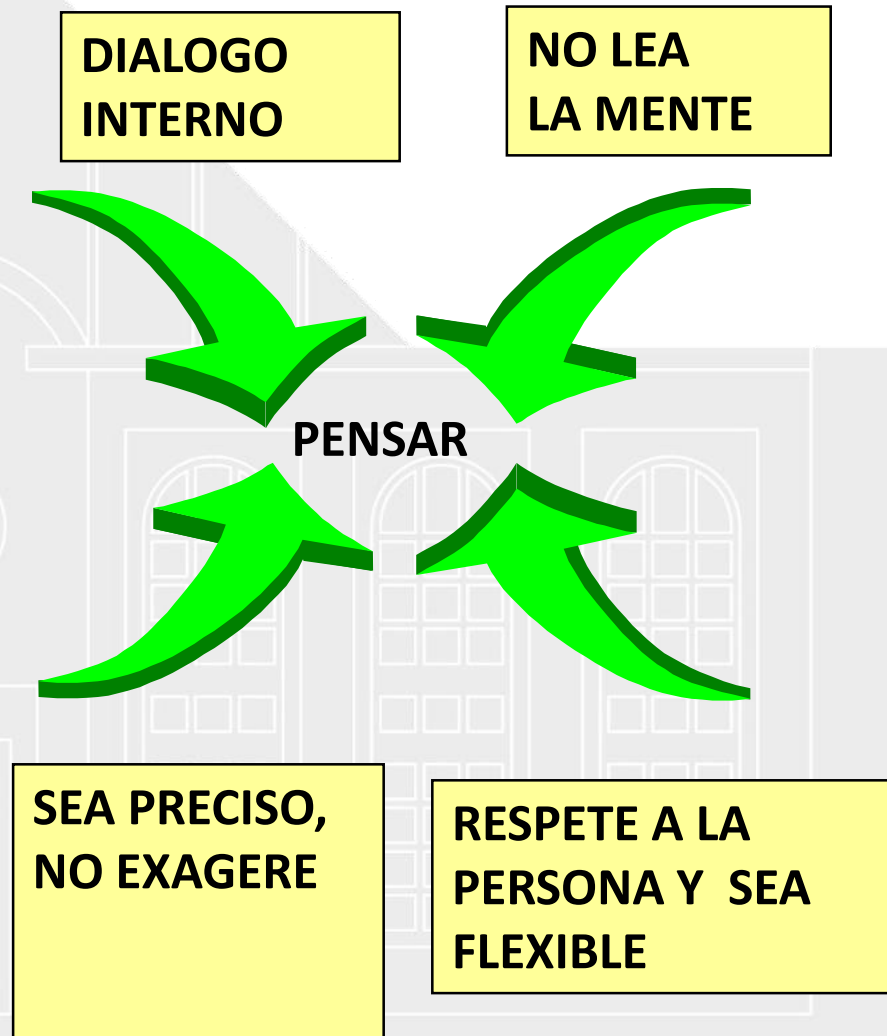 DIALOGO
INTERNO
NO LEA
LA MENTE
PENSAR
SEA PRECISO,
NO EXAGERE
RESPETE A LA
PERSONA Y  SEA
FLEXIBLE